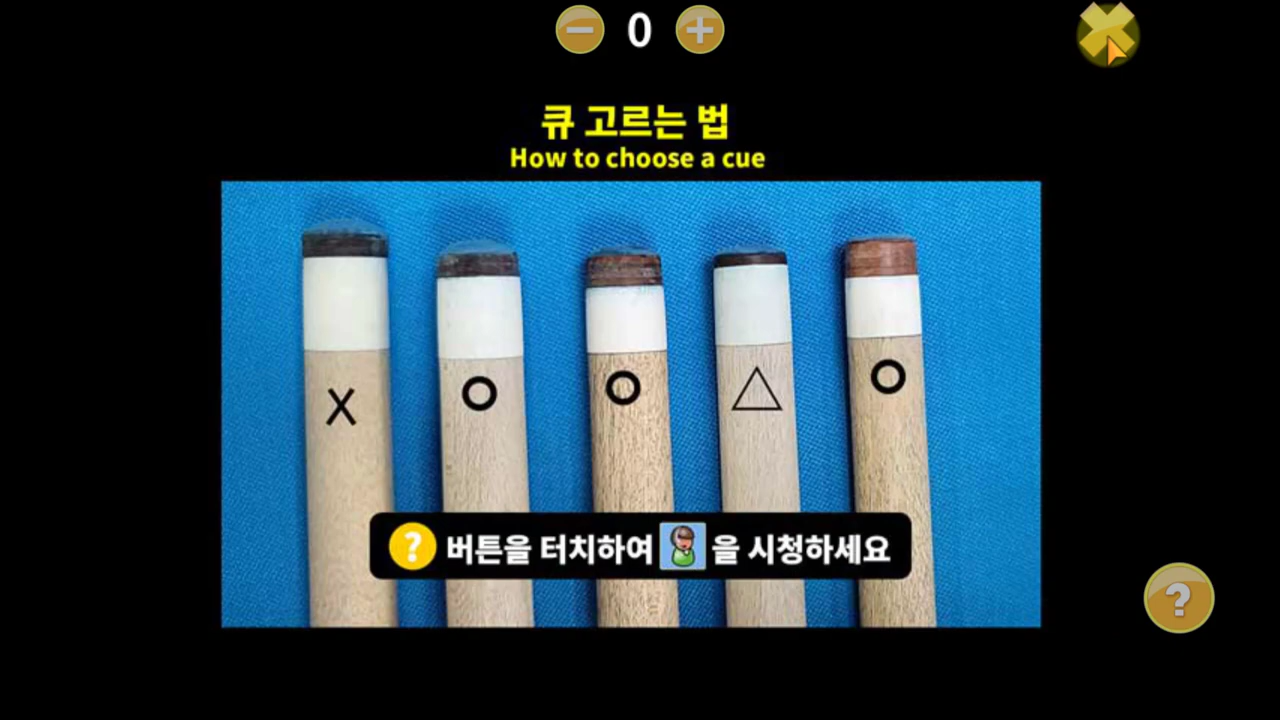 0
큐 고르는 법
How to choose a cue
X O O △ O
? 버튼을 터치하여 을 시청하세요
?